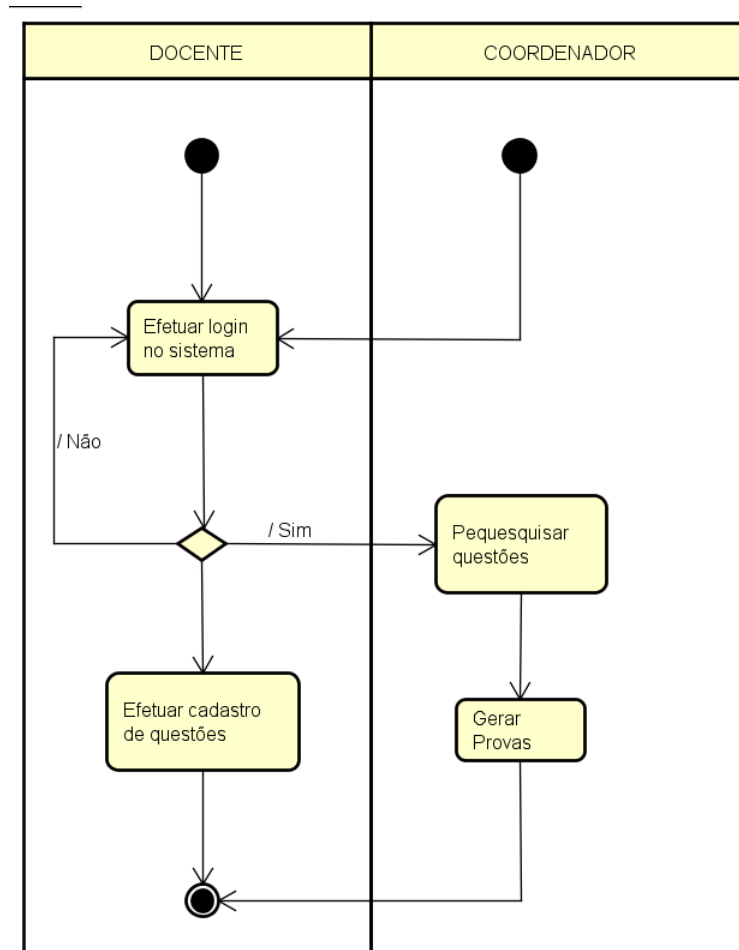 DOCENTE
COORDENADOR
Efetuar login
no sistema
/ Não
/ Sim
Pequesquisar
questões
Efetuar cadastro
de questões
Gerar
Provas